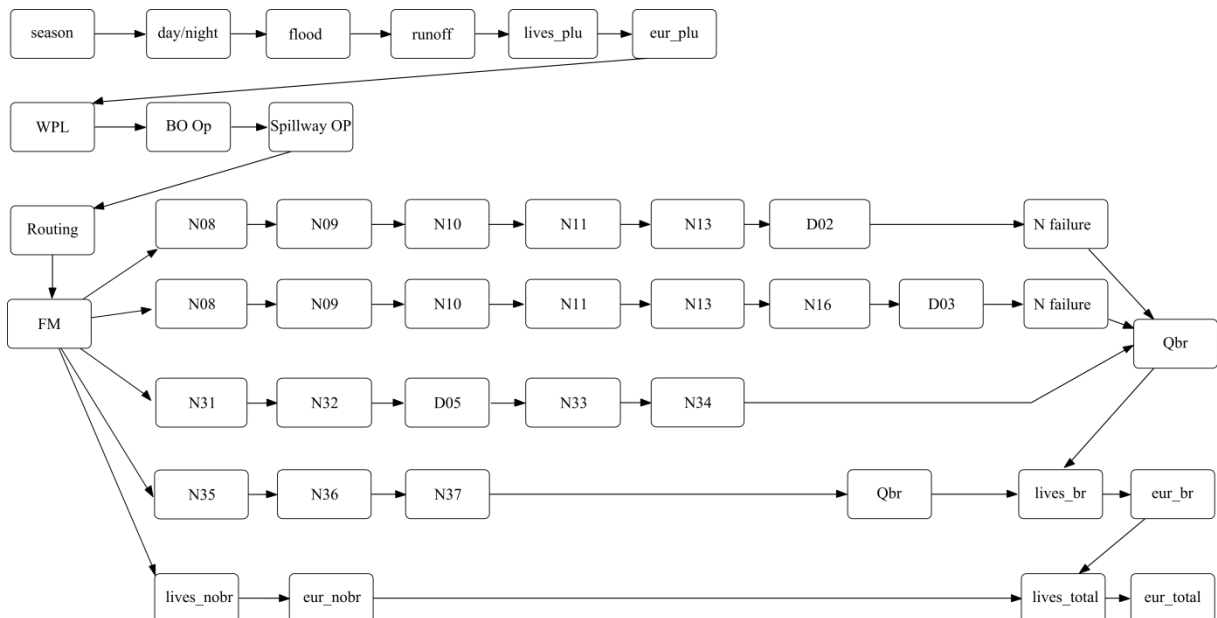 season day/night flood runoff lives_plu eur_plu
WPL BO Op Spillway OP
Routing N08 N09 N10 N11 N13 D02 N failure
FM N08 N09 N10 N11 N13 N16 D03 N failure
Qbr
N31 N32 D05 N33 N34
N35 N36 N37 Qbr lives_br eur_br
lives_nobr eur_nobr lives_total eur_total